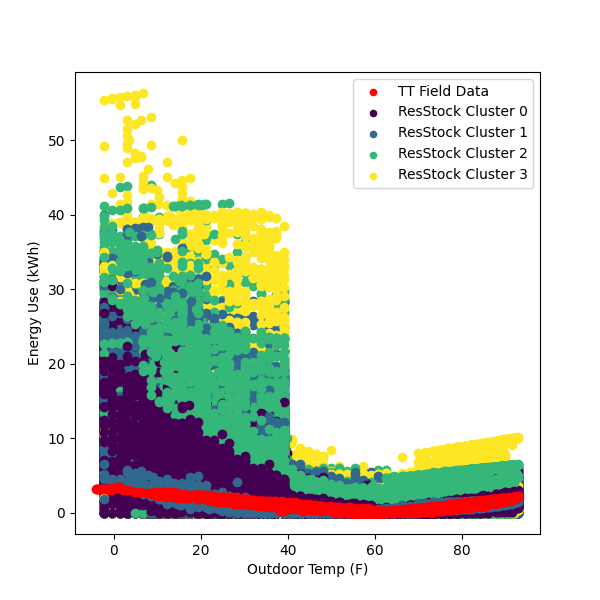 TT Field Data
ResStock Cluster 0
ResStock Cluster 1
ResStock Cluster 2
ResStock Cluster 3
50
40
30
20
10
0
Energy Use (kWh)
0 20 40 60 80
Outdoor Temp (F)